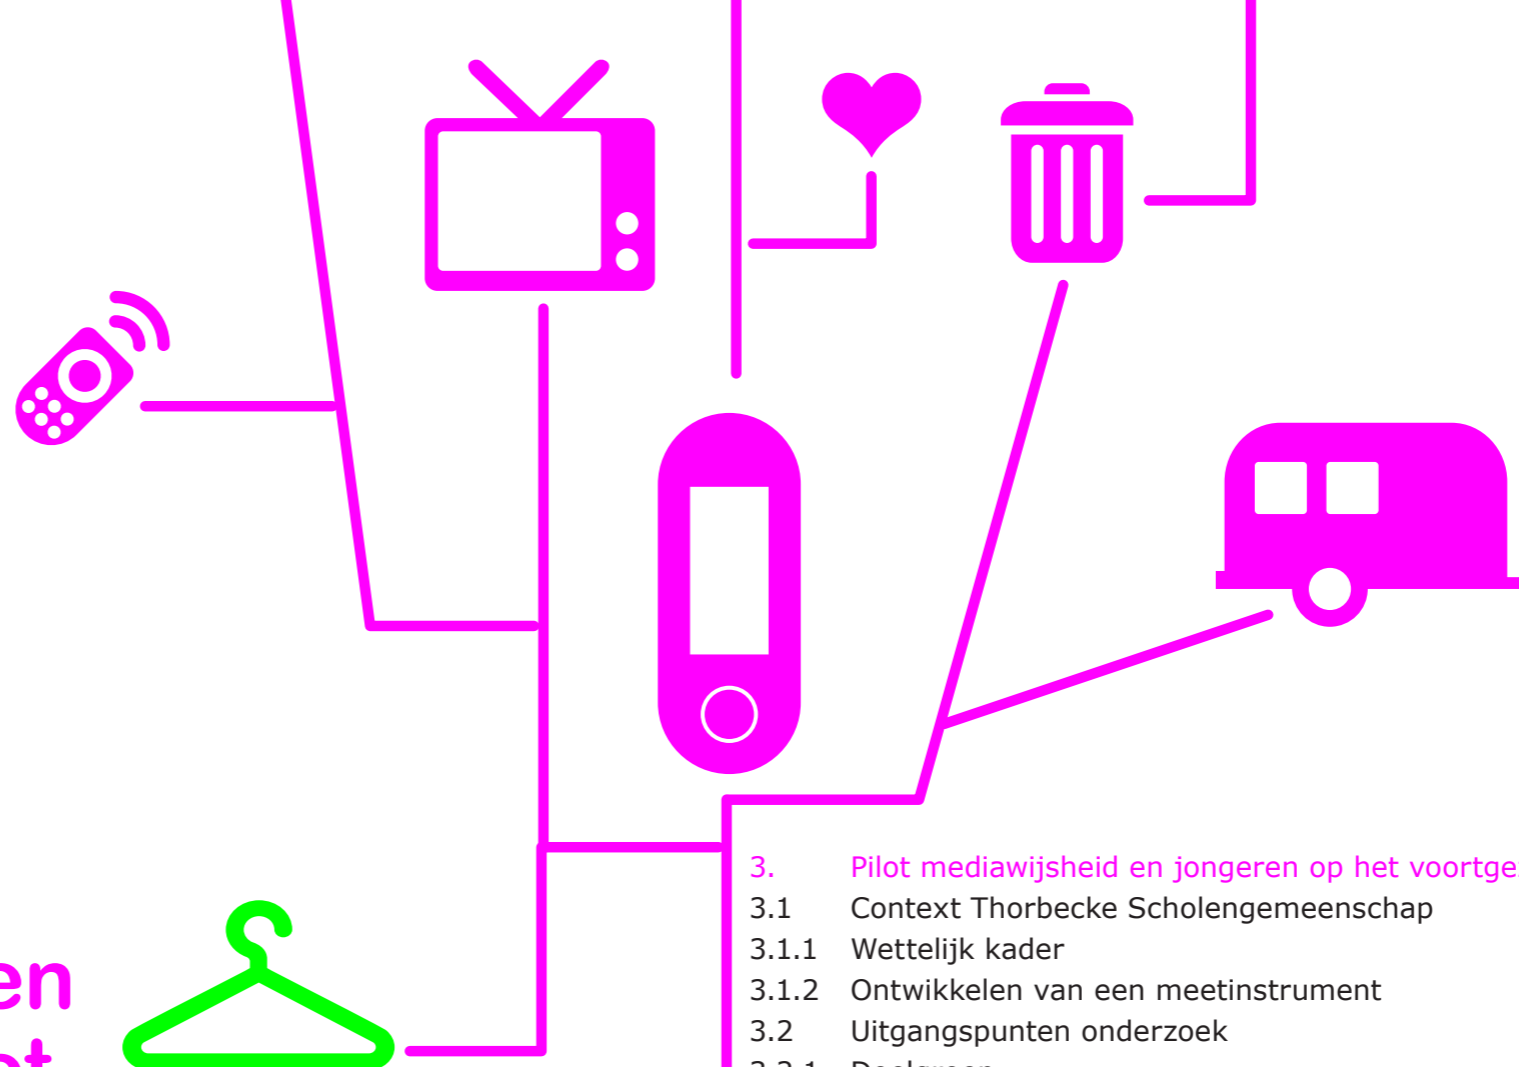 3. Pilot mediawijsheid en jongeren op het voortge
3.1 Context Thorbecke Scholengemeenschap
3.1.1 Wettelijk kader
3.1.2 Ontwikkelen van een meetinstrument
3.2 Uitgangspunten onderzoek
en